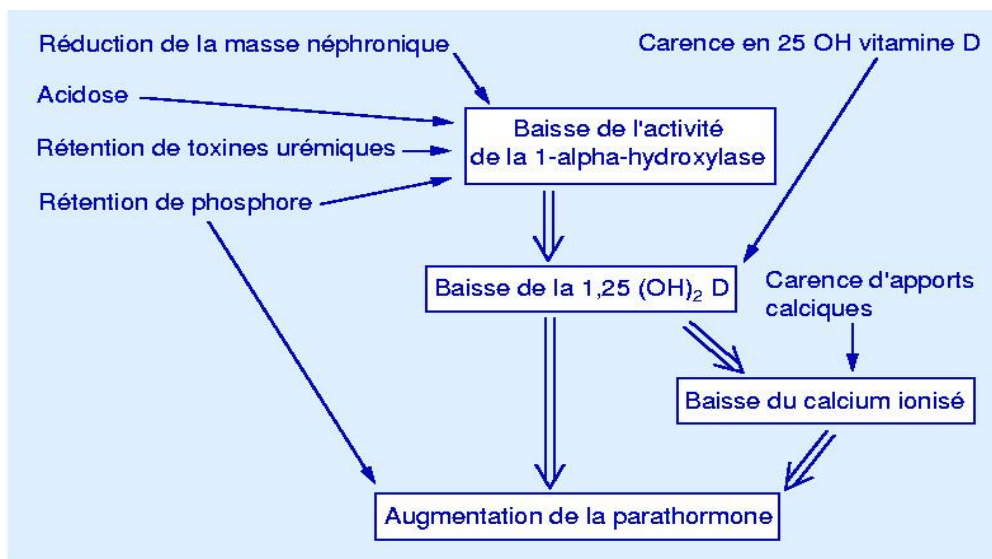 Réduction de la masse néphronique
Carence en 25 OH vitamine D
Acidose
Baisse de l'activité
de la 1-alpha-hydroxylase
Rétention de toxines urémiques
Rétention de phosphore
Baisse de la 1,25 (OH)₂ D
Carence d'apports
calciques
Baisse du calcium ionisé
Augmentation de la parathormone